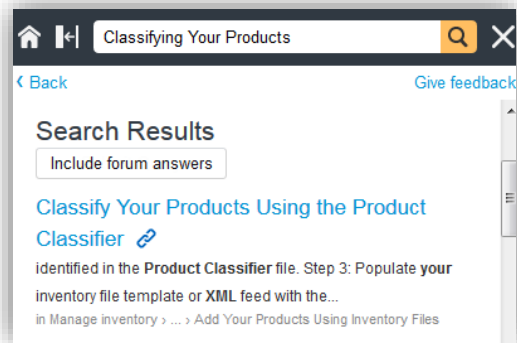 Classifying Your Products
Back
Give feedback
Search Results
Include forum answers
Classify Your Products Using the Product
Classifier
identified in the Product Classifier file. Step 3: Populate your
inventory file template or XML feed with the...
in Manage inventory › ... › Add Your Products Using Inventory Files